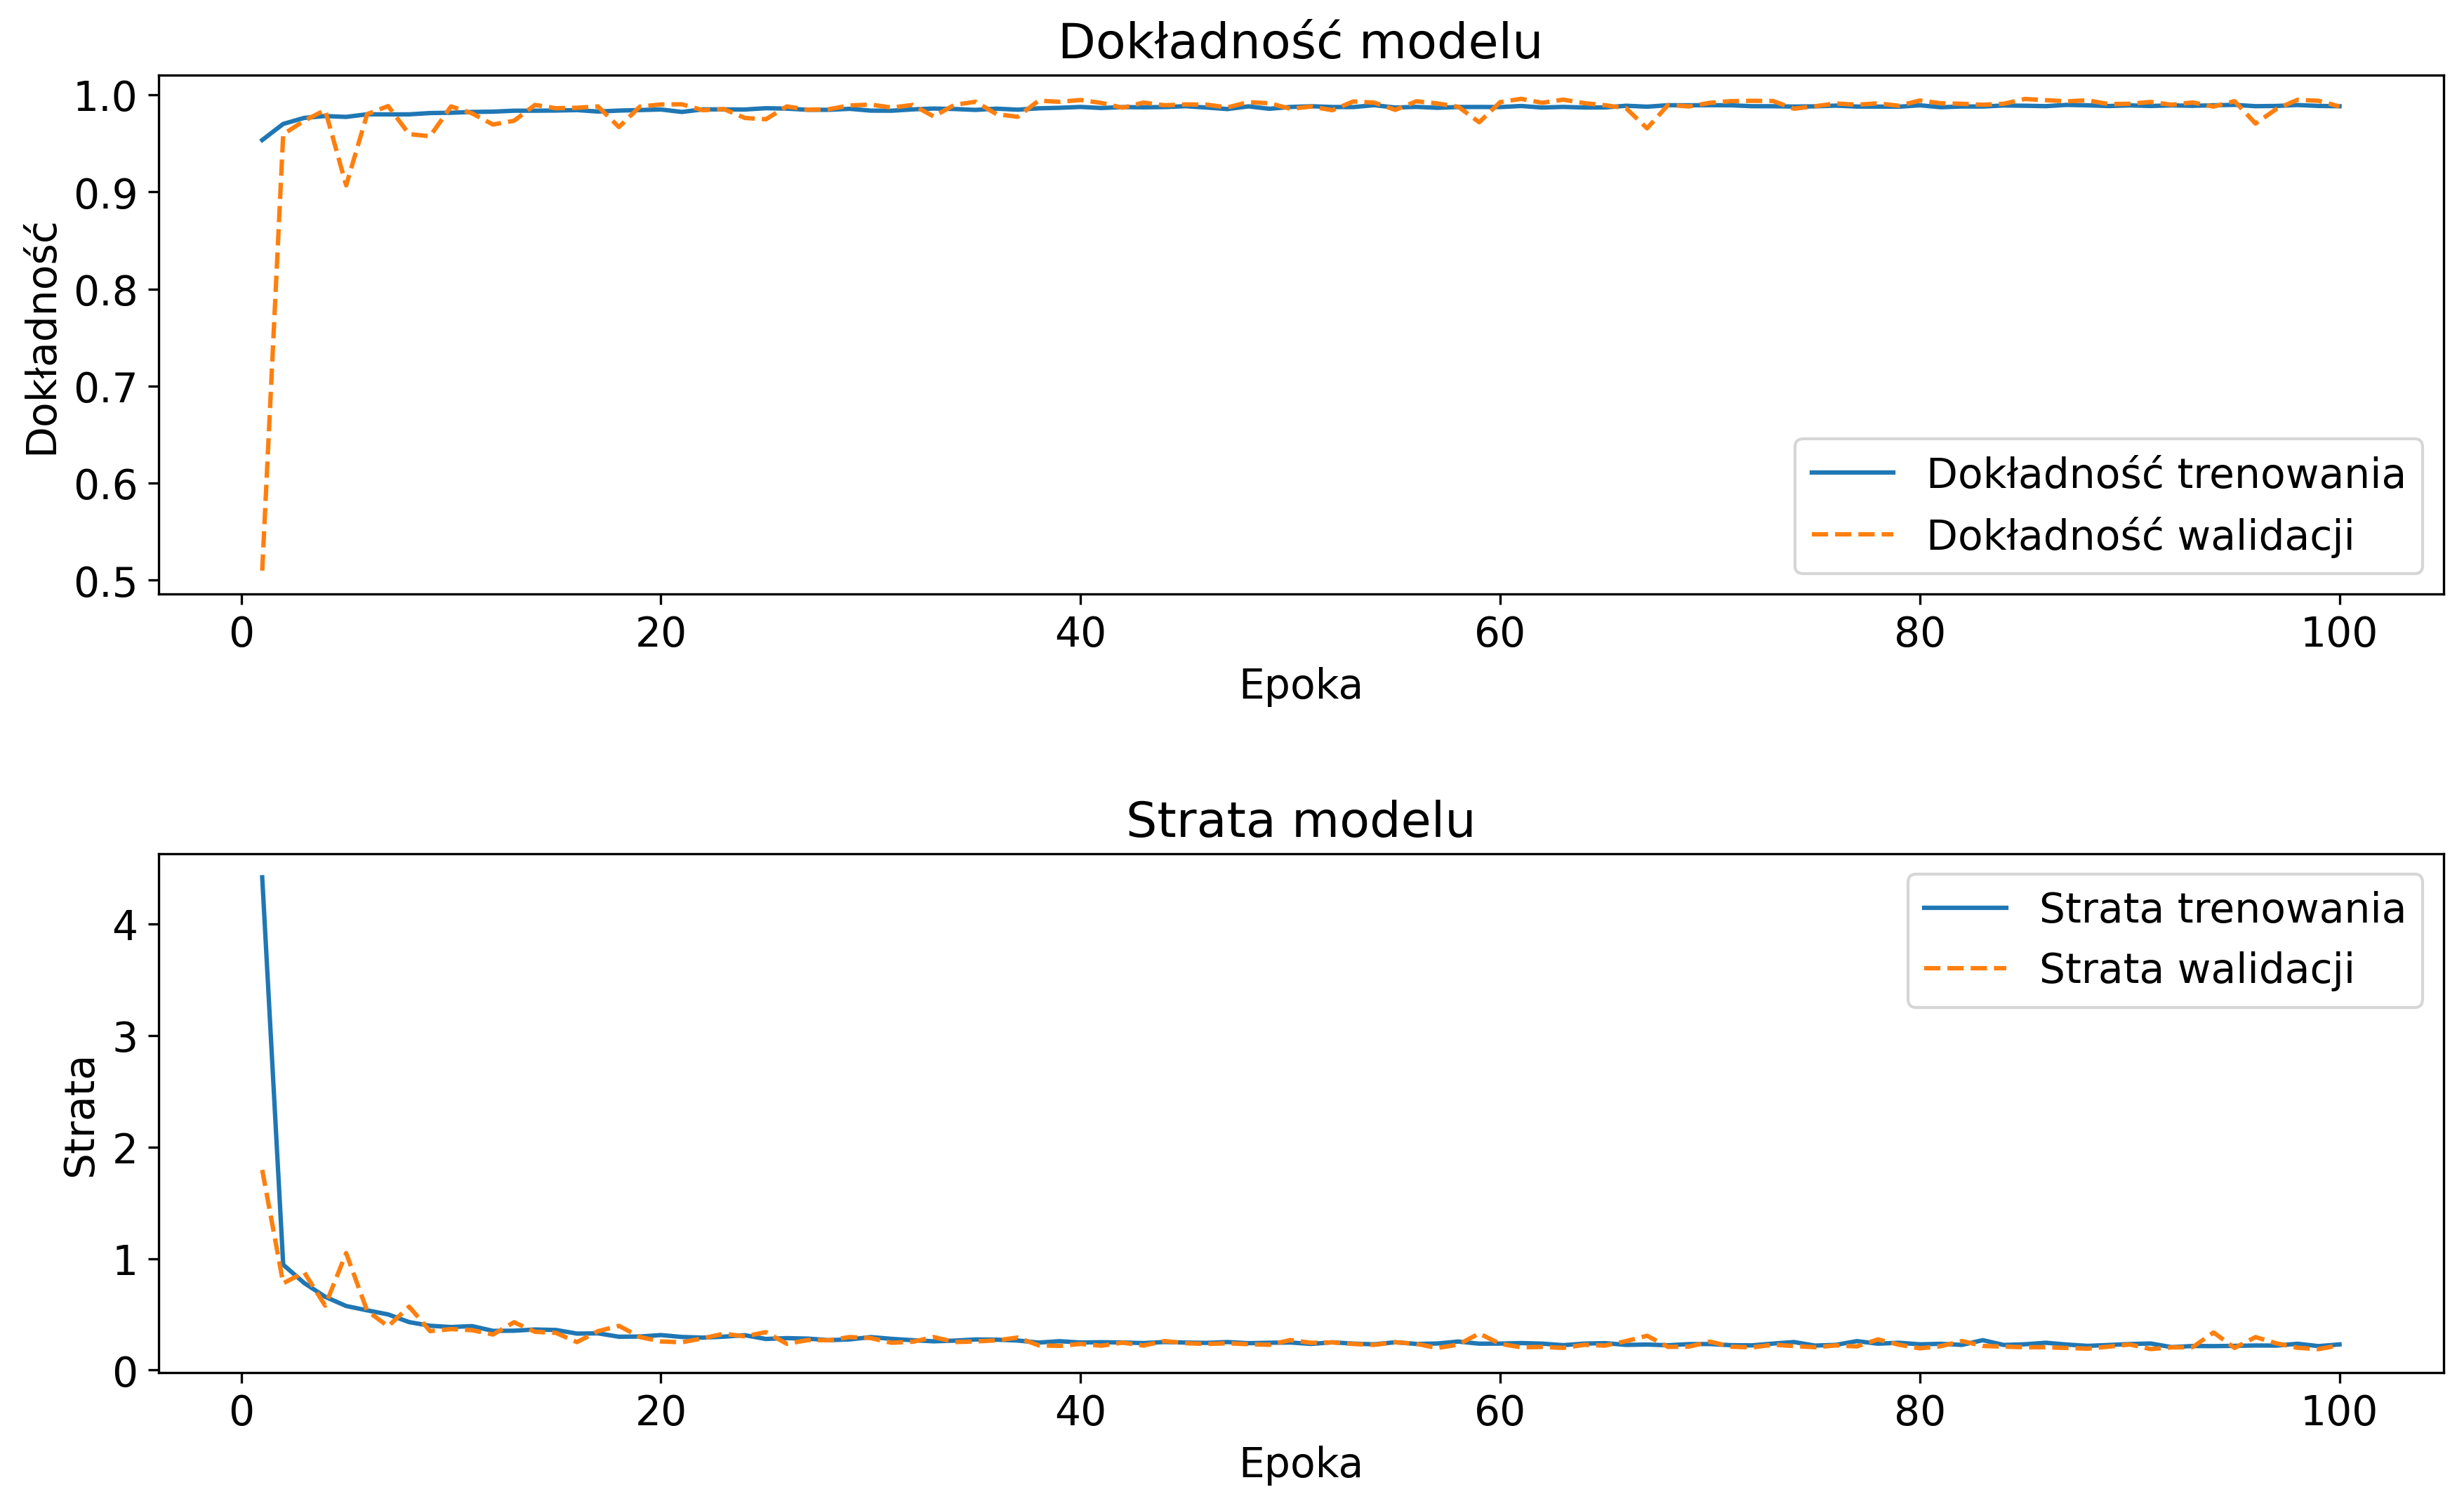 Dokładność modelu
1.0
0.9
0.8
0.7
0.6
0.5
Dokładność
Dokładność trenowania
Dokładność walidacji
0 20 40 60 80 100
Epoka
Strata modelu
4
3
2
1
0
Strata
Strata trenowania
Strata walidacji
0 20 40 60 80 100
Epoka